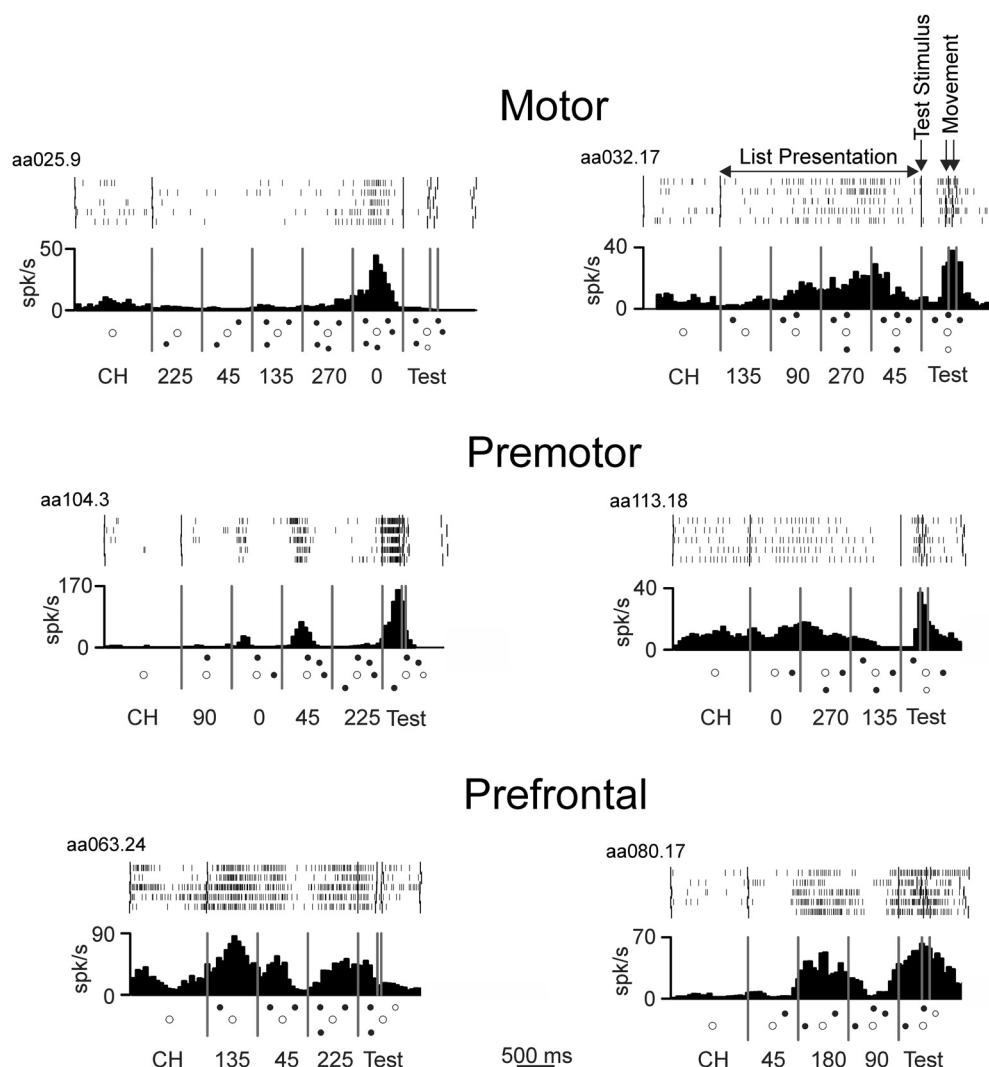 Motor
Test Stimulus
Movement
aa025.9
aa032.17
List Presentation
50
0
spk/s
40
0
spk/s
CH 225 45 135 270 0 Test
CH 135 90 270 45 Test
Premotor
aa104.3
aa113.18
170
0
spk/s
40
0
spk/s
CH 90 0 45 225 Test
CH 0 270 135 Test
Prefrontal
aa063.24
aa080.17
90
0
spk/s
70
0
spk/s
CH 135 45 225 Test
500 ms
CH 45 180 90 Test